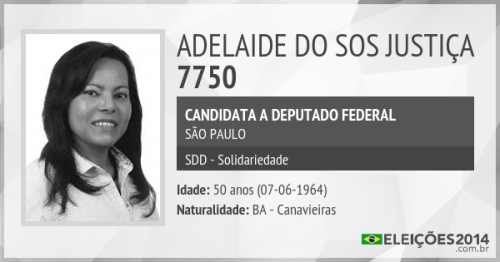 ADELAIDE DO SOS JUSTIÇA
7750
CANDIDATA A DEPUTADO FEDERAL
SÃO PAULO
SDD - Solidariedade
Idade: 50 anos (07-06-1964)
Naturalidade: BA - Canavieiras
ELEIÇÕES2014
.com.br